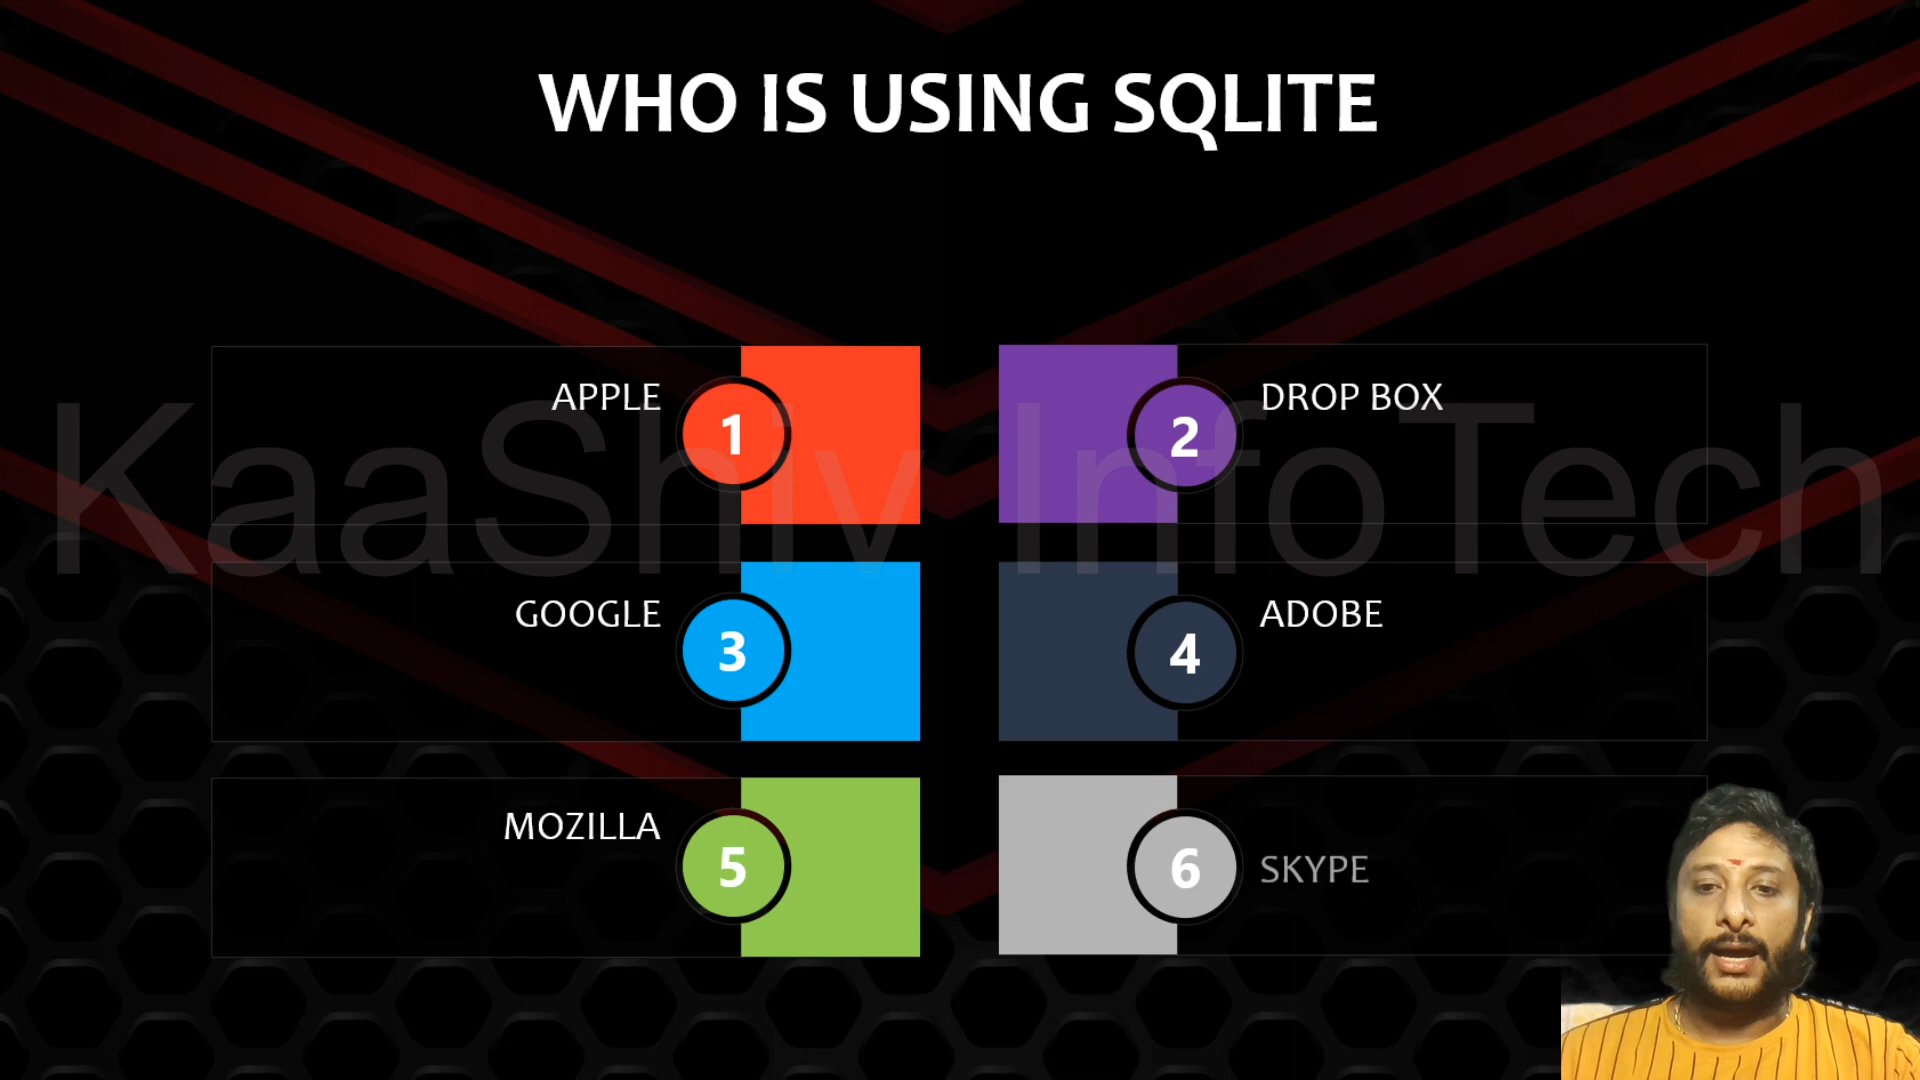 WHO IS USING SQLITE
APPLE
1
2
DROP BOX
KaaShiv InfoTech
GOOGLE
3
4
ADOBE
MOZILLA
5
6
SKYPE